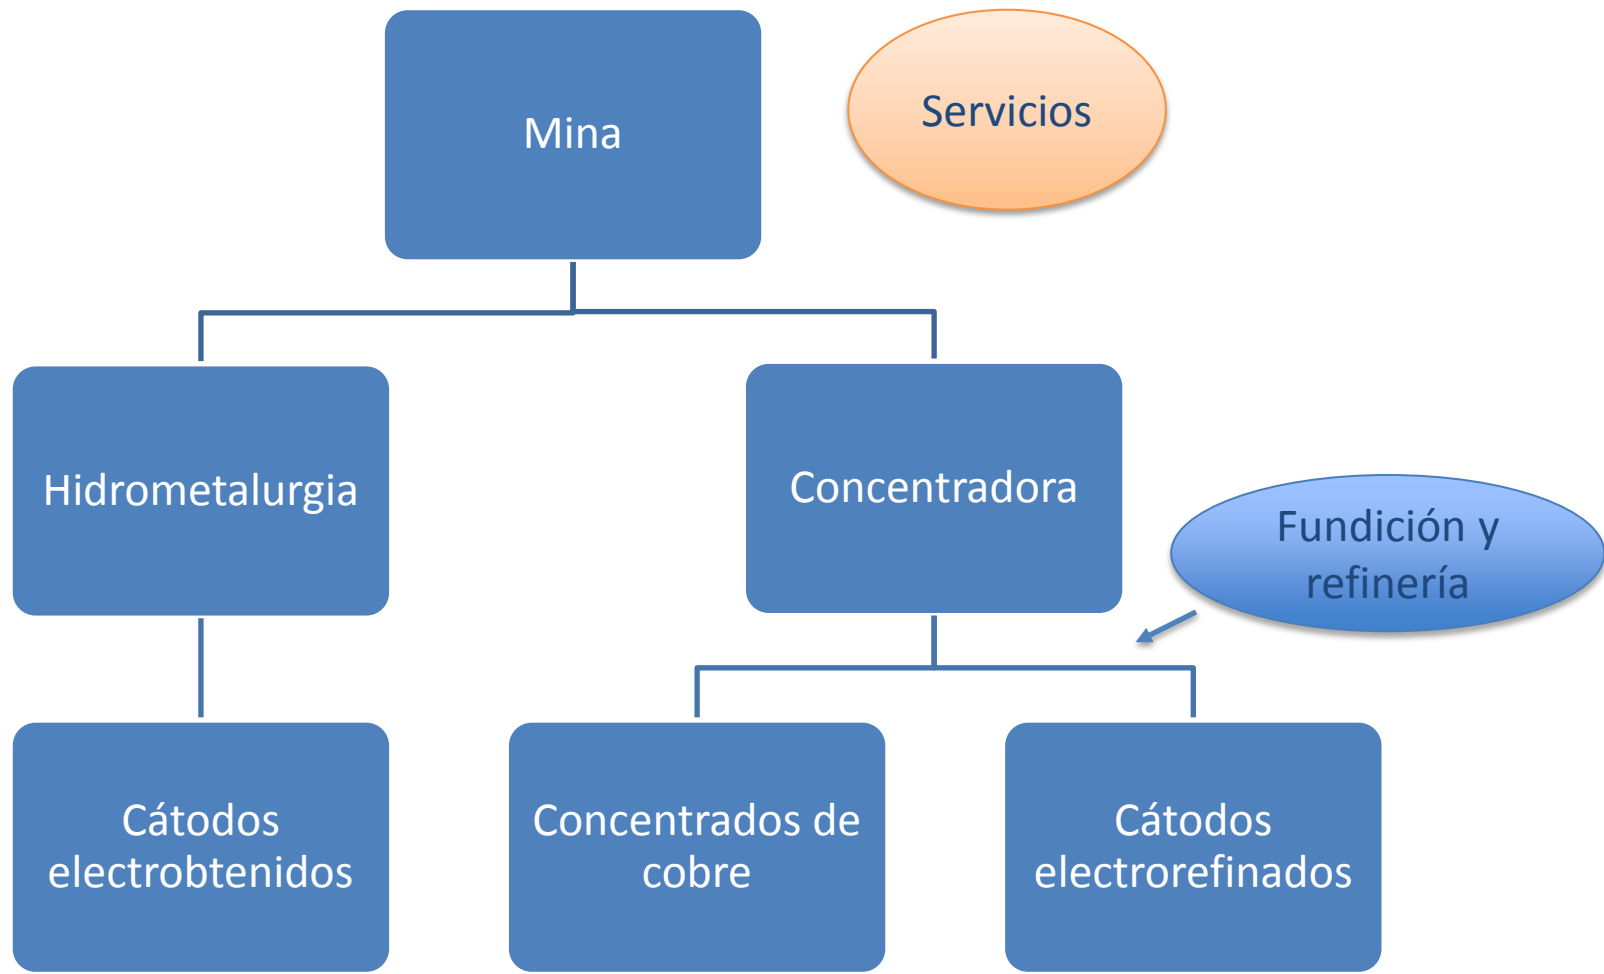 Mina
Servicios
Hidrometalurgia
Concentradora
Fundición y
refinería
Cátodos
electrobtenidos
Concentrados de
cobre
Cátodos
electrorefinados